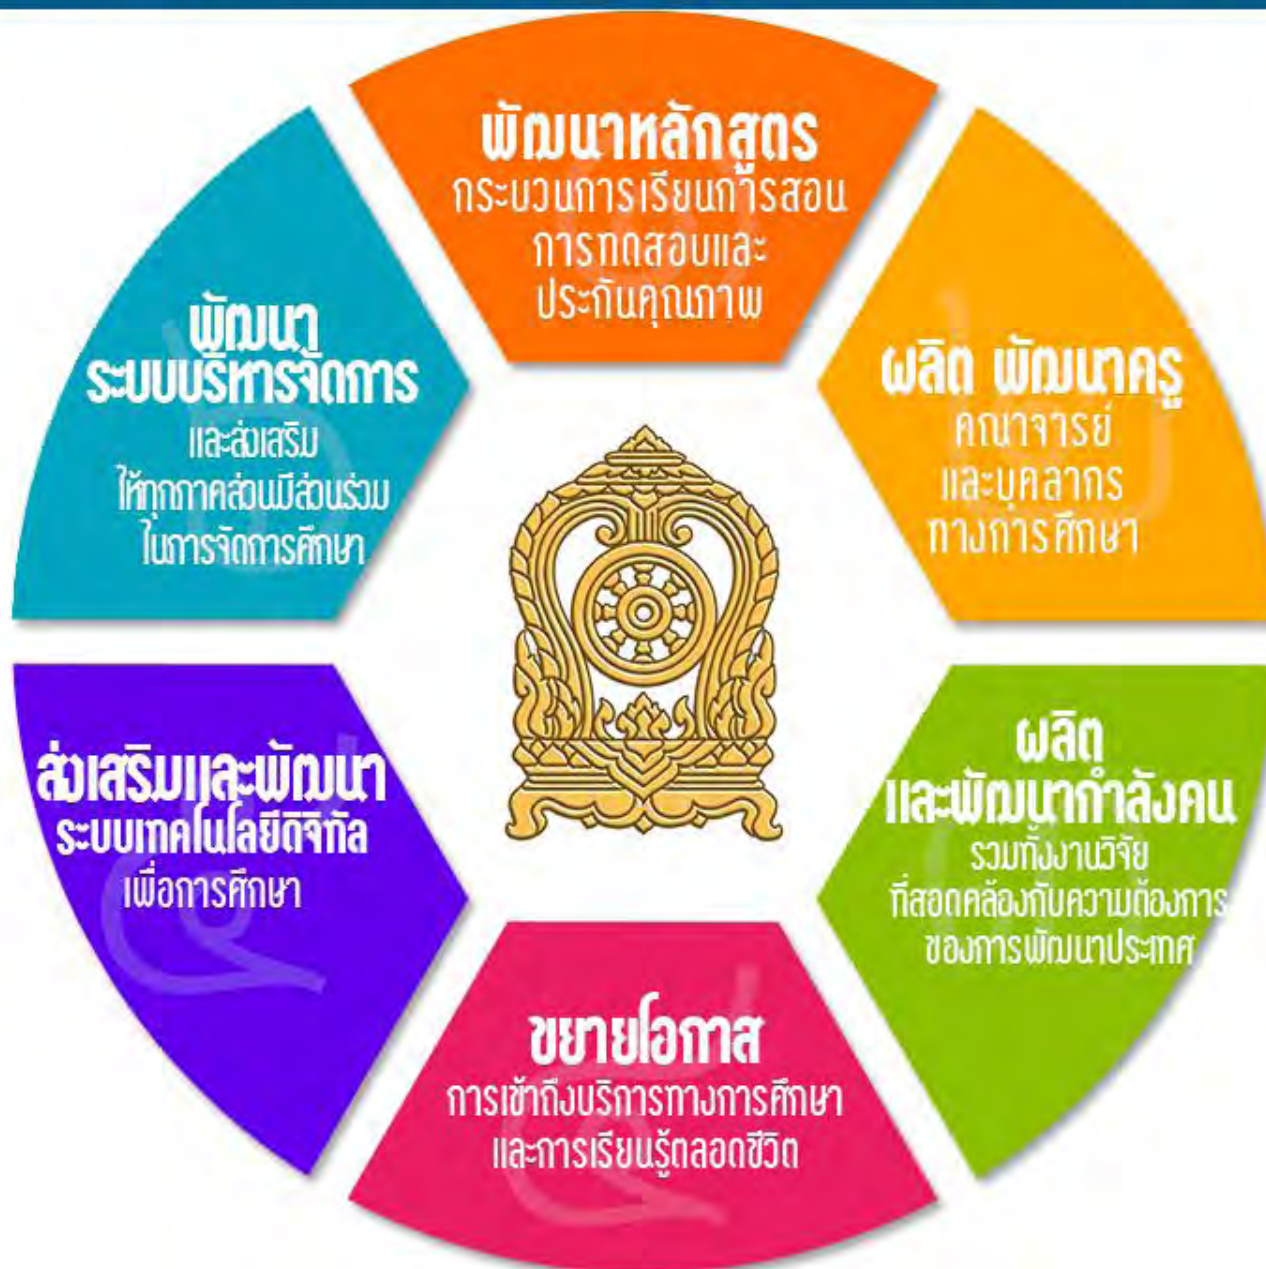 พัฒนาหลักสูตร
กระบวนการเรียนการสอน
การทดสอบและ
ประกันคุณภาพ
ผลิต พัฒนาครู
คณาจารย์
และบุคลากร
ทางการศึกษา
ผลิต
และพัฒนากำลังคน
รวมทั้งงานวิจัย
ที่สอดคล้องกับความต้องการ
ของการพัฒนาประเทศ
ขยายโอกาส
การเข้าถึงบริการทางการศึกษา
และการเรียนรู้ตลอดชีวิต
ส่งเสริมและพัฒนา
ระบบเทคโนโลยีดิจิทัล
เพื่อการศึกษา
พัฒนา
ระบบบริหารจัดการ
และส่งเสริม
ให้ทุกภาคส่วนมีส่วนร่วม
ในการจัดการศึกษา